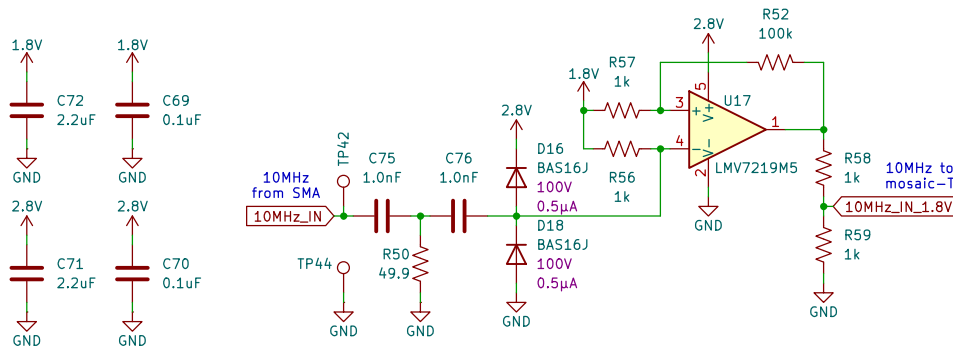 1.8V
C72
2.2uF
GND
1.8V
C69
0.1uF
GND
2.8V
C71
2.2uF
GND
2.8V
C70
0.1uF
GND
10MHz
from SMA
10MHz_IN
TP42
TP44
GND
C75
1.0nF
R50
49.9
GND
C76
1.0nF
2.8V
D16
BAS16J
100V
0.5µA
D18
BAS16J
100V
0.5µA
GND
1.8V
R57
1k
R56
1k
2.8V
R52
100k
U17
LMV7219M5
3
+
4
-
5
V+
V-
2
1
GND
R58
1k
10MHz to
mosaic-T
10MHz_IN_1.8V
R59
1k
GND